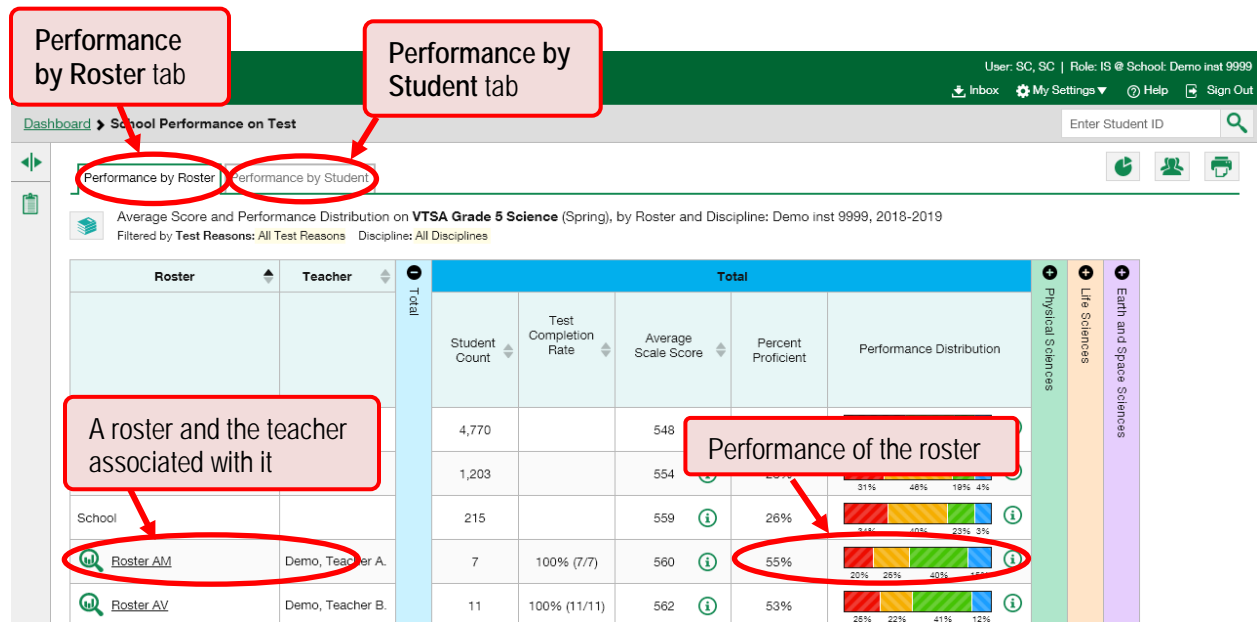 Performance
by Roster tab
Performance by
Student tab
User: SC, SC | Role: IS @ School: Demo inst 9999
Inbox My Settings Help Sign Out
Dashboard School Performance on Test
Enter Student ID
Performance by Roster Performance by Student
Average Score and Performance Distribution on VTSA Grade 5 Science (Spring), by Roster and Discipline: Demo inst 9999, 2018-2019
Filtered by Test Reasons: All Test Reasons Discipline: All Disciplines
Roster Teacher Total Total Physical Sciences Life Sciences Earth and Space Sciences
Student
Count
Test
Completion
Rate
Average
Scale Score
Percent
Proficient
Performance Distribution
A roster and the teacher
associated with it
4,770 548
Performance of the roster
1,203 554
31% 46% 19% 4%
School 215 559 26%
23% 3%
Roster AM Demo, Teacher A. 7 100% (7/7) 560 55%
20% 25% 40%
Roster AV Demo, Teacher B. 11 100% (11/11) 562 53%
25% 22% 41% 12%